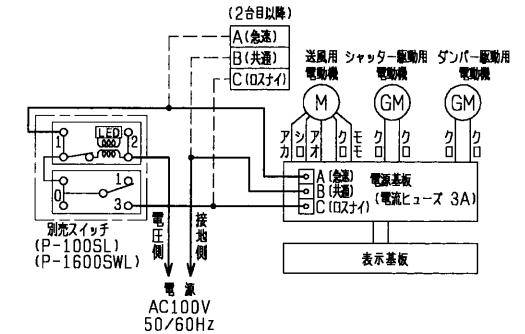 (2台目以降)
A(急速)
B(共通)
C(ロスナイ)
送風用
電動機
シャッター駆動用
電動機
ダンパー駆動用
電動機
M
GM
GM
アカ
シロ
アオ
クロ
モモ
クロ
クロ
クロ
クロ
LED
1
2
0
1
3
A(急速)
B(共通)
C(ロスナイ)
電源基板
(電流ヒューズ 3A)
表示基板
別売スイッチ
(P-100SL)
(P-1600SWL)
電圧側
接地側
電源
AC100V
50/60Hz